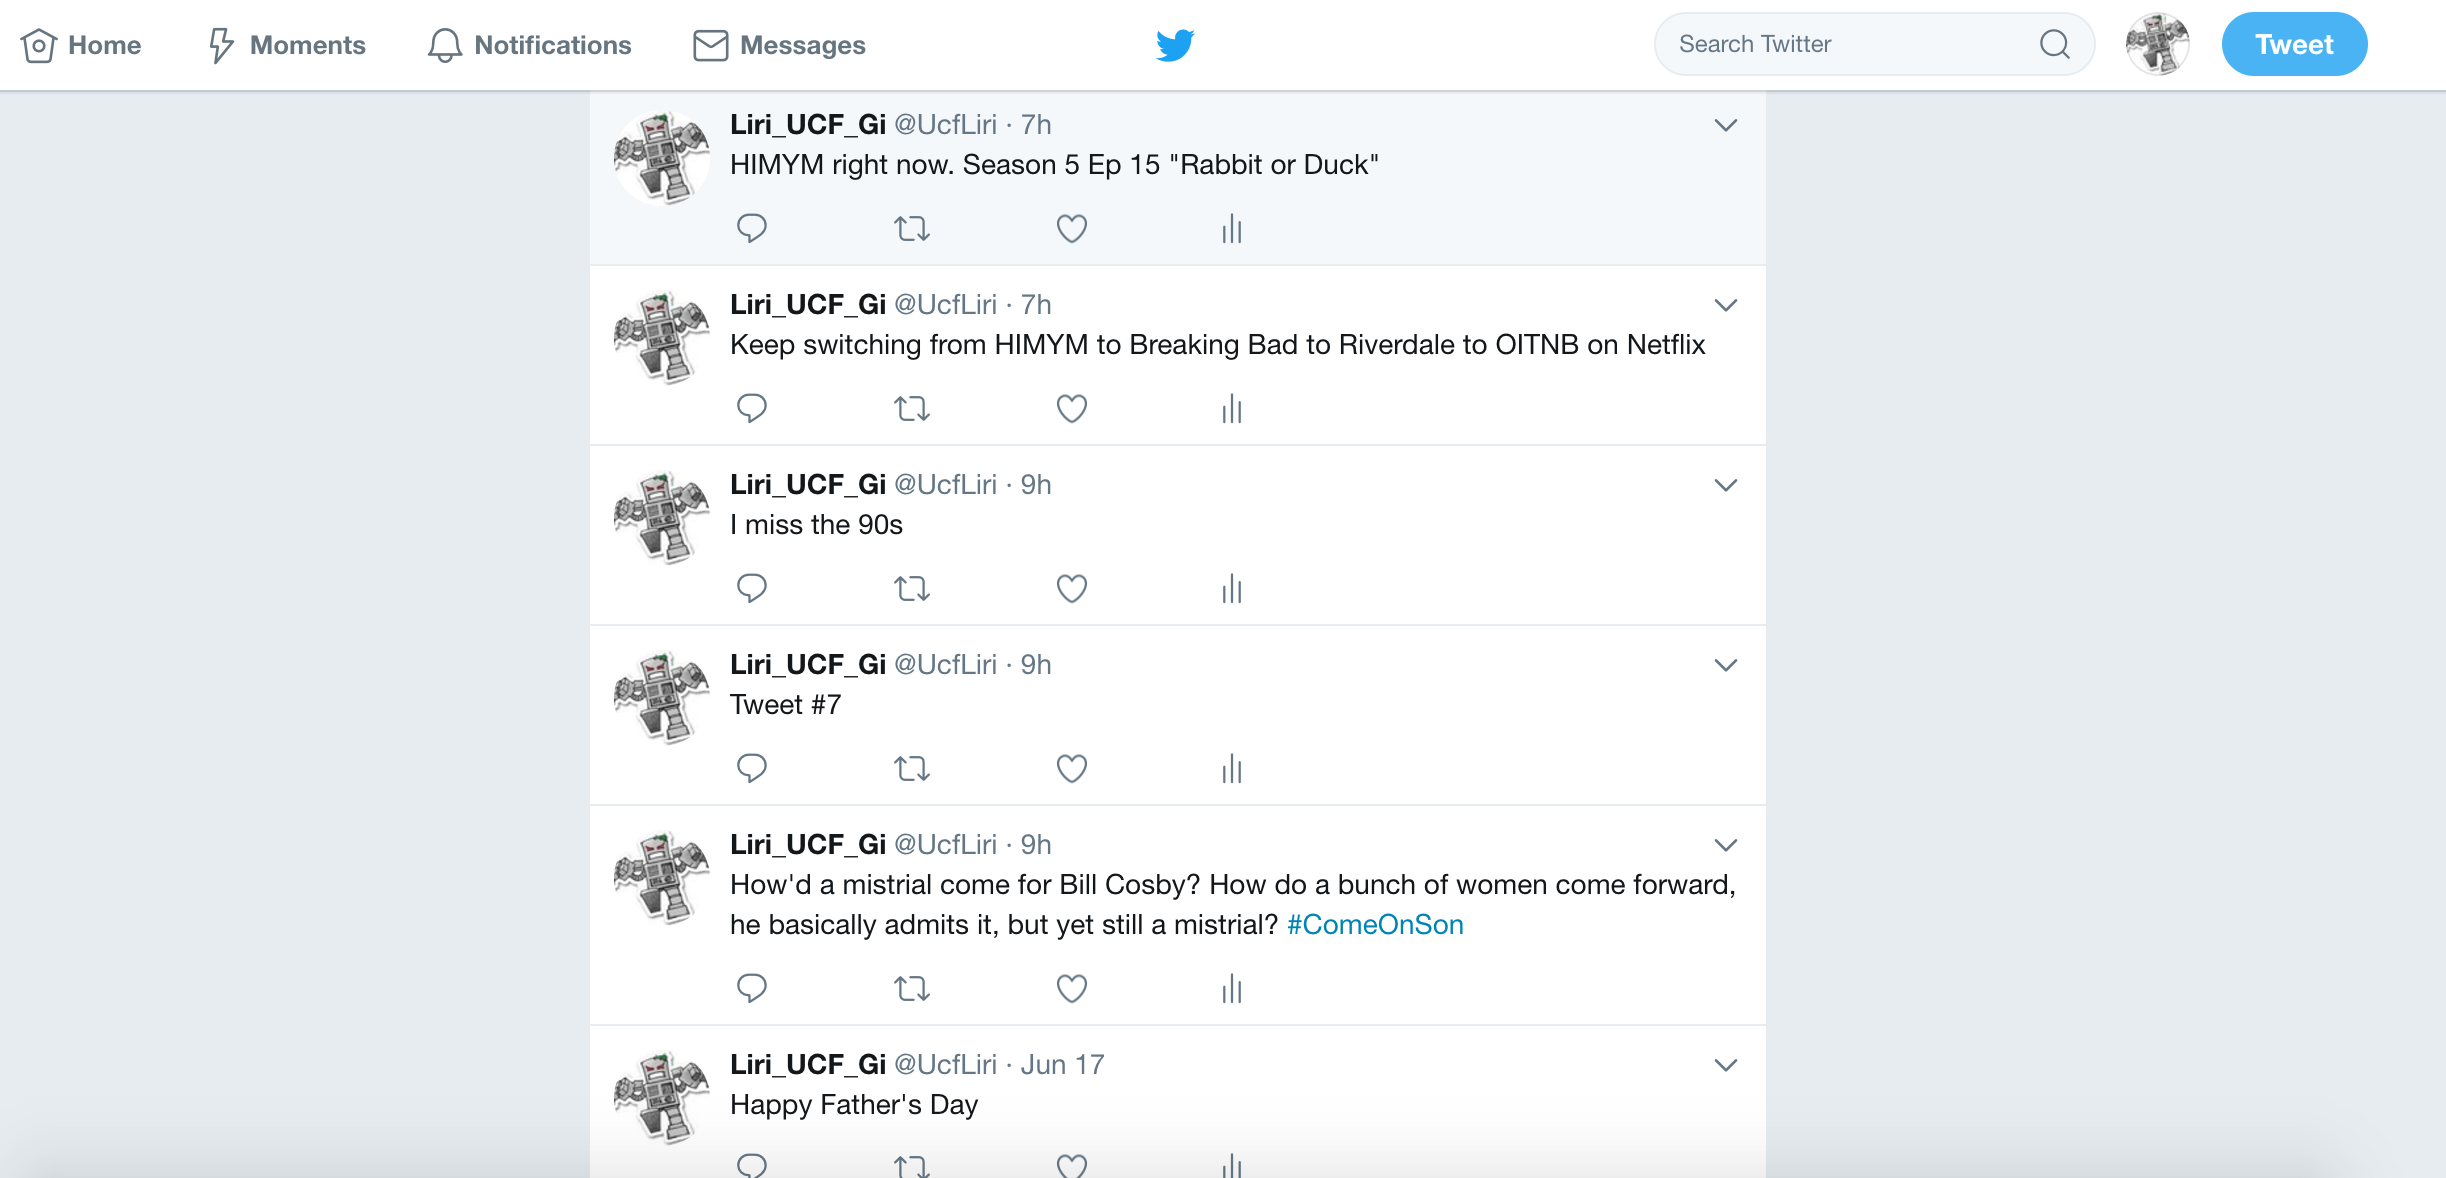 Home Moments Notifications Messages Search Twitter Tweet
Liri_UCF_Gi @UcfLiri · 7h
HIMYM right now. Season 5 Ep 15 "Rabbit or Duck"
Liri_UCF_Gi @UcfLiri · 7h
Keep switching from HIMYM to Breaking Bad to Riverdale to OITNB on Netflix
Liri_UCF_Gi @UcfLiri · 9h
I miss the 90s
Liri_UCF_Gi @UcfLiri · 9h
Tweet #7
Liri_UCF_Gi @UcfLiri · 9h
How'd a mistrial come for Bill Cosby? How do a bunch of women come forward,
he basically admits it, but yet still a mistrial? #ComeOnSon
Liri_UCF_Gi @UcfLiri · Jun 17
Happy Father's Day